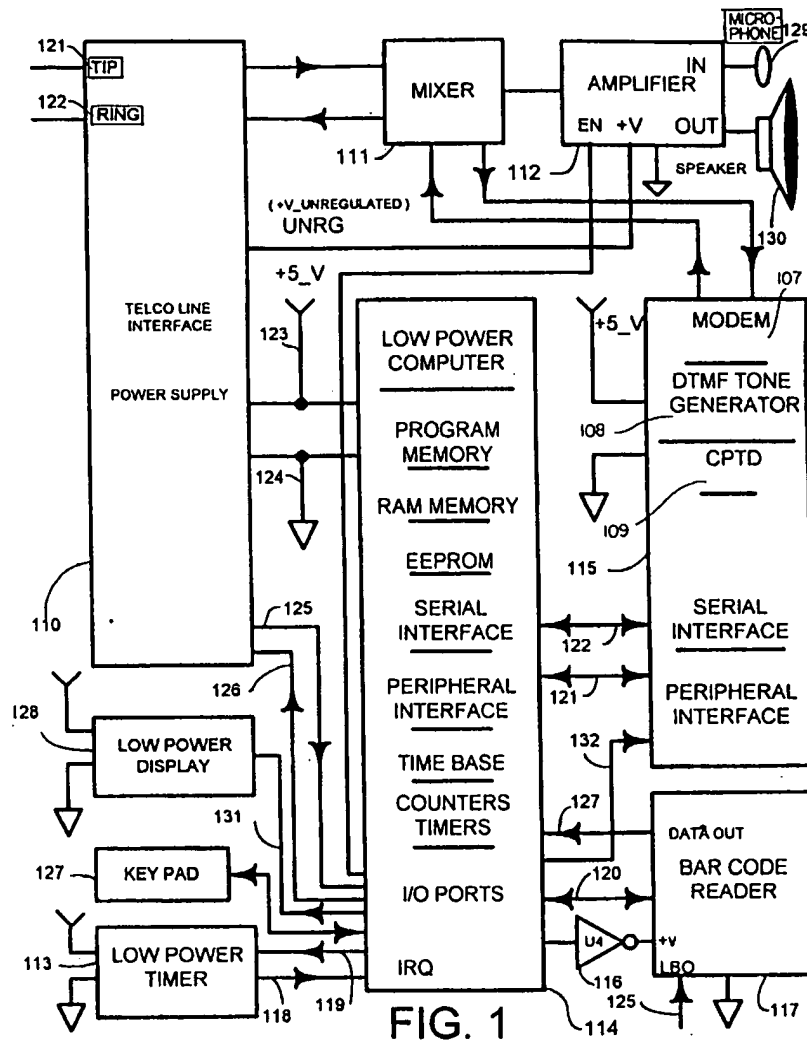 MICRO-
PHONE
129
121
TIP
122
RING
MIXER
111
IN
AMPLIFIER
EN
+V
OUT
112
SPEAKER
130
(+V_UNREGULATED)
UNRG
+5_V
123
TELCO LINE
INTERFACE
POWER SUPPLY
124
110
125
126
LOW POWER
COMPUTER
PROGRAM
MEMORY
RAM MEMORY
EEPROM
SERIAL
INTERFACE
PERIPHERAL
INTERFACE
TIME BASE
COUNTERS
TIMERS
I/O PORTS
IRQ
114
+5_V
107
MODEM
DTMF TONE
GENERATOR
108
CPTD
109
115
SERIAL
INTERFACE
PERIPHERAL
INTERFACE
122
121
132
127
120
DATA OUT
BAR CODE
READER
U4
116
+V
LBO
125
117
128
LOW POWER
DISPLAY
131
127
KEY PAD
113
LOW POWER
TIMER
119
118
FIG. 1